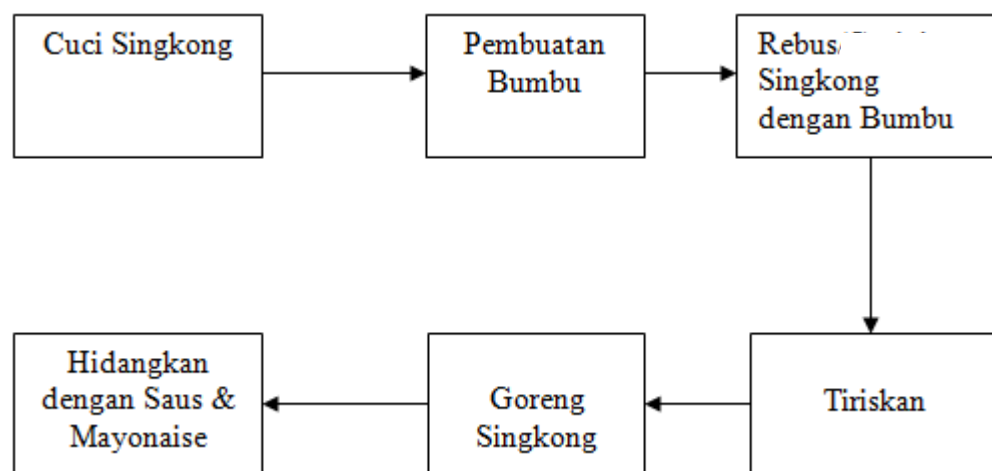 Cuci Singkong
Pembuatan
Bumbu
Rebus/
Singkong
dengan Bumbu
Tiriskan
Goreng
Singkong
Hidangkan
dengan Saus &
Mayonaise